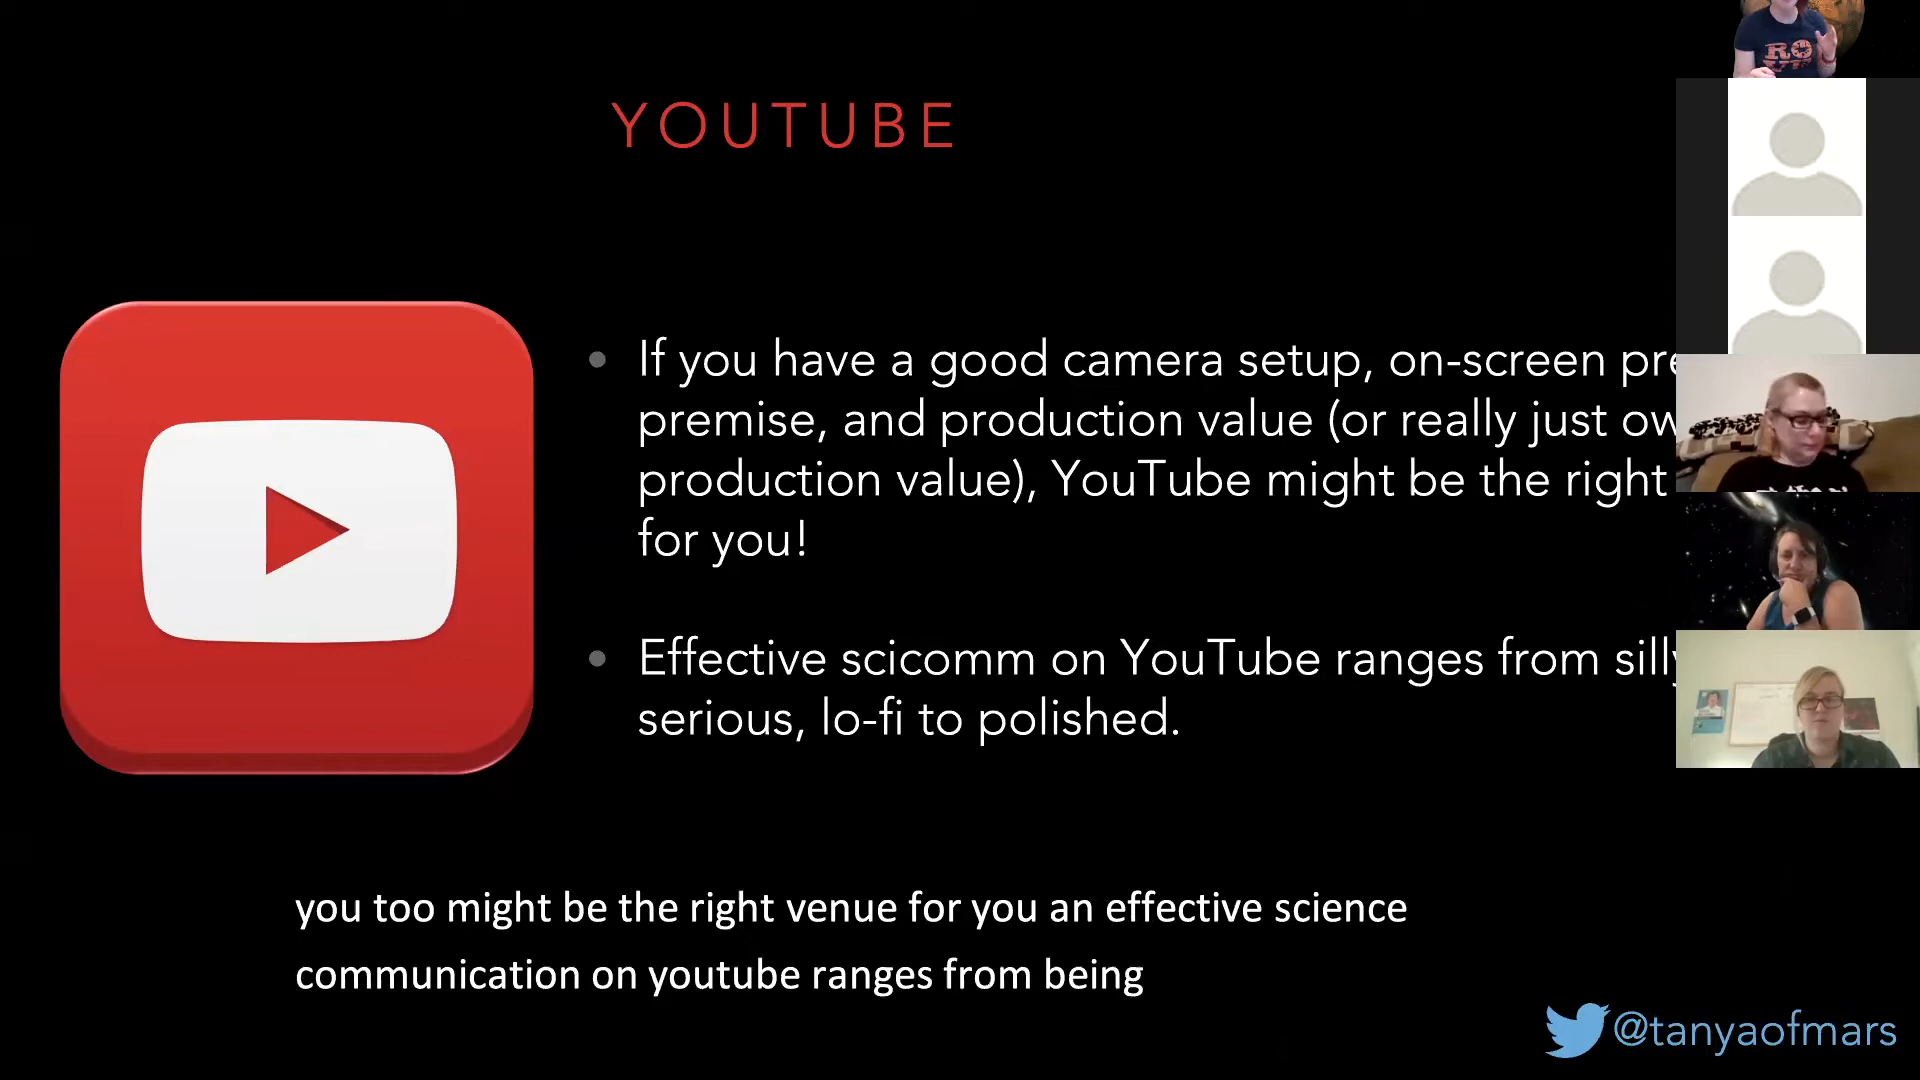 YOUTUBE
If you have a good camera setup, on-screen
premise, and production value (or really just
production value), YouTube might be the right
for you!
Effective scicomm on YouTube ranges from
serious, lo-fi to polished.
you too might be the right venue for you an effective science
communication on youtube ranges from being
@tanyaofmars